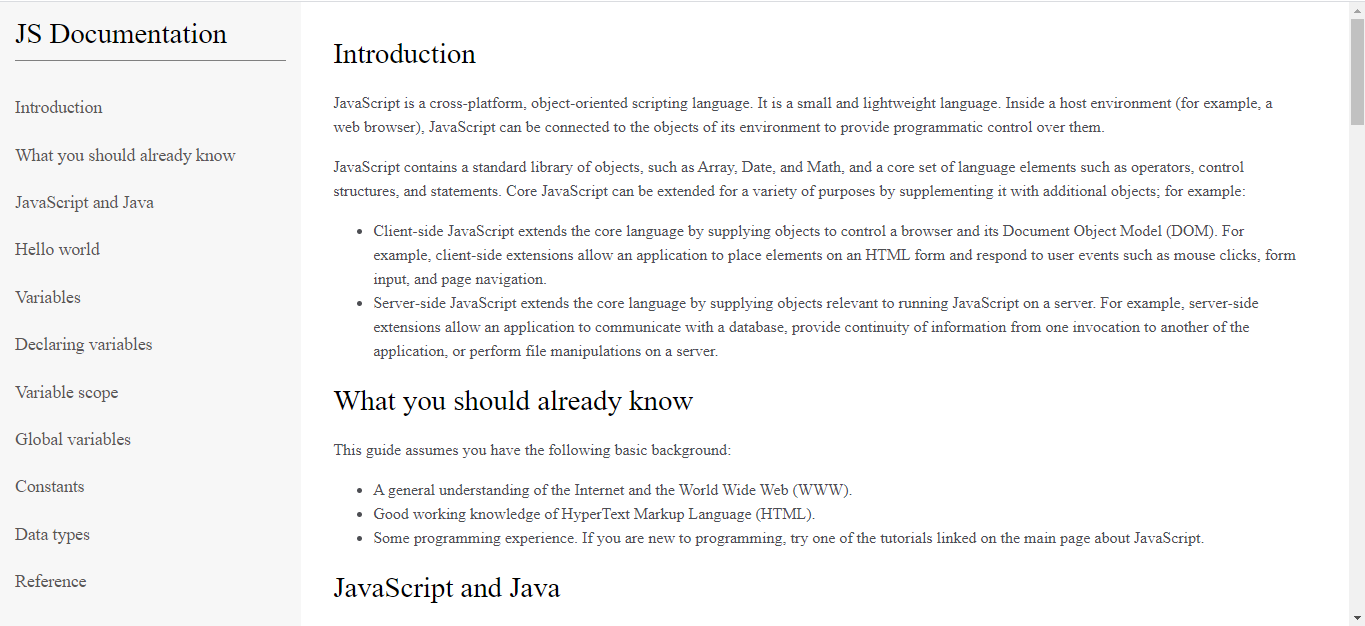 JS Documentation
Introduction
What you should already know
JavaScript and Java
Hello world
Variables
Declaring variables
Variable scope
Global variables
Constants
Data types
Reference
Introduction
JavaScript is a cross-platform, object-oriented scripting language. It is a small and lightweight language. Inside a host environment (for example, a
web browser), JavaScript can be connected to the objects of its environment to provide programmatic control over them.
JavaScript contains a standard library of objects, such as Array, Date, and Math, and a core set of language elements such as operators, control
structures, and statements. Core JavaScript can be extended for a variety of purposes by supplementing it with additional objects; for example:
• Client-side JavaScript extends the core language by supplying objects to control a browser and its Document Object Model (DOM). For
example, client-side extensions allow an application to place elements on an HTML form and respond to user events such as mouse clicks, form
input, and page navigation.
• Server-side JavaScript extends the core language by supplying objects relevant to running JavaScript on a server. For example, server-side
extensions allow an application to communicate with a database, provide continuity of information from one invocation to another of the
application, or perform file manipulations on a server.
What you should already know
This guide assumes you have the following basic background:
• A general understanding of the Internet and the World Wide Web (WWW).
• Good working knowledge of HyperText Markup Language (HTML).
• Some programming experience. If you are new to programming, try one of the tutorials linked on the main page about JavaScript.
JavaScript and Java